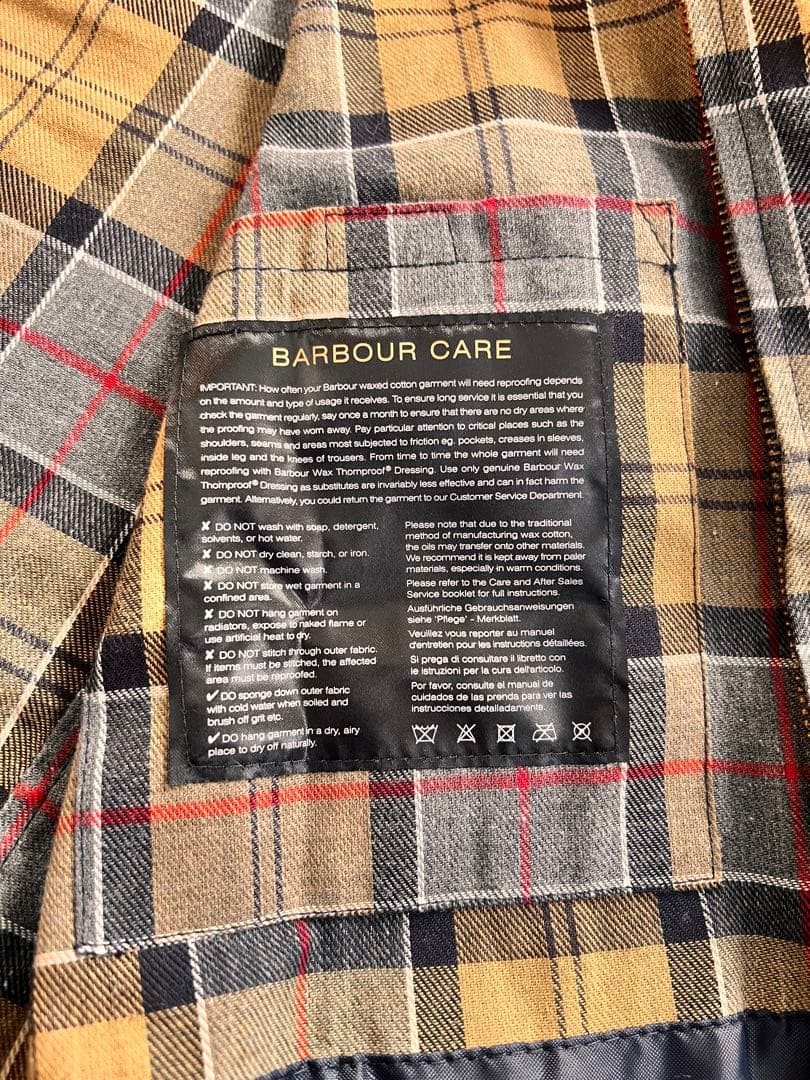 BARBOUR CARE
IMPORTANT: How often your Barbour waxed cotton garment will need reproofing depends
on the amount and type of usage it receives. To ensure long service it is essential that you
check the garment regularly, say once a month to ensure that there are no dry areas where
the proofing may have worn away. Pay particular attention to critical places such as the
shoulders, seams and areas most subjected to friction eg. pockets, creases in sleeves,
inside leg and the knees of trousers. From time to time the whole garment will need
reproofing with Barbour Wax Thornproof® Dressing. Use only genuine Barbour Wax
Thornproof® Dressing as substitutes are invariably less effective and can in fact harm the
garment. Alternatively, you could return the garment to our Customer Service Department.
✘ DO NOT wash with soap, detergent,
solvents, or hot water.
✘ DO NOT dry clean, starch, or iron.
✘ DO NOT machine wash.
✘ DO NOT store wet garment in a
confined area.
✘ DO NOT hang garment on
radiators, expose to naked flame or
use artificial heat to dry.
✘ DO NOT stitch through outer fabric.
If items must be stitched, the affected
area must be reproofed.
✔ DO sponge down outer fabric
with cold water when soiled and
brush off grit etc.
✔ DO hang garment in a dry, airy
place to dry off naturally.
Please note that due to the traditional
method of manufacturing wax cotton,
the oils may transfer onto other materials.
We recommend it is kept away from paler
materials, especially in warm conditions.
Please refer to the Care and After Sales
Service booklet for full instructions.
Ausführliche Gebrauchsanweisungen
siehe 'Pflege' - Merkblatt.
Veuillez vous reporter au manuel
d'entretien pour les instructions détaillées.
Si prega di consultare il libretto con
le istruzioni per la cura dell'articolo.
Por favor, consulte el manual de
cuidados de las prenda para ver las
instrucciones detalladamente.